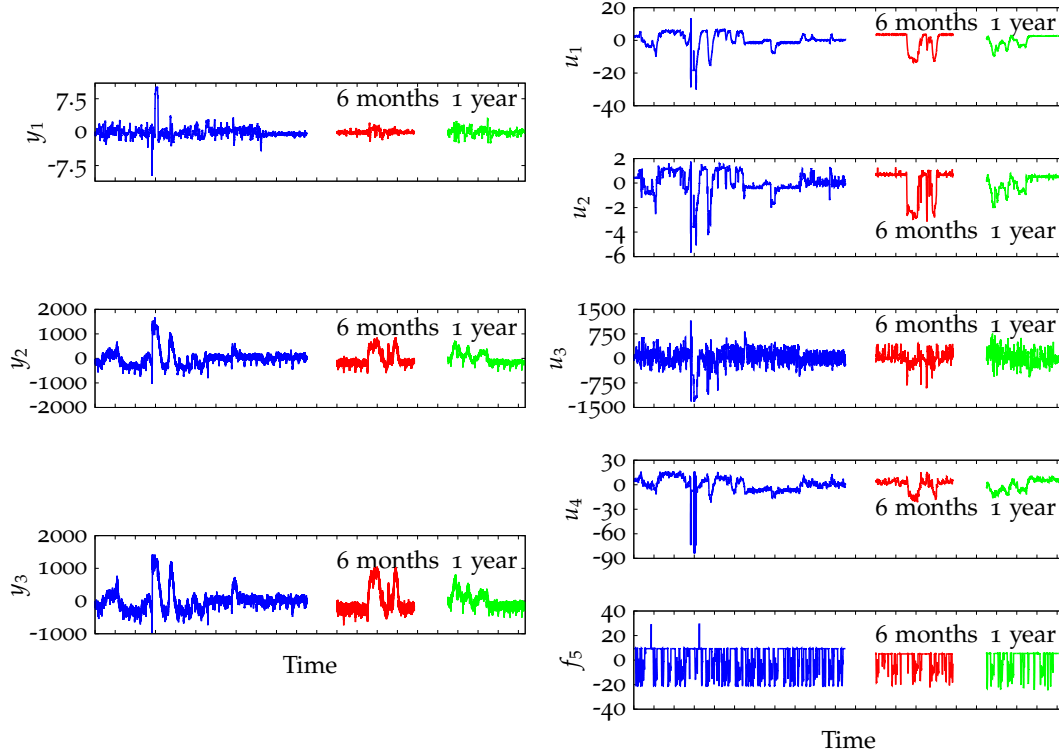 7.5
0
-7.5
y1
6 months 1 year
2000
1000
0
-1000
-2000
y2
6 months 1 year
2000
1000
0
-1000
y3
6 months 1 year
Time
20
0
-20
-40
u1
6 months 1 year
2
0
-2
-4
-6
u2
6 months 1 year
1500
750
0
-750
-1500
u3
6 months 1 year
30
0
-30
-60
-90
u4
6 months 1 year
40
20
0
-20
-40
f5
6 months 1 year
Time